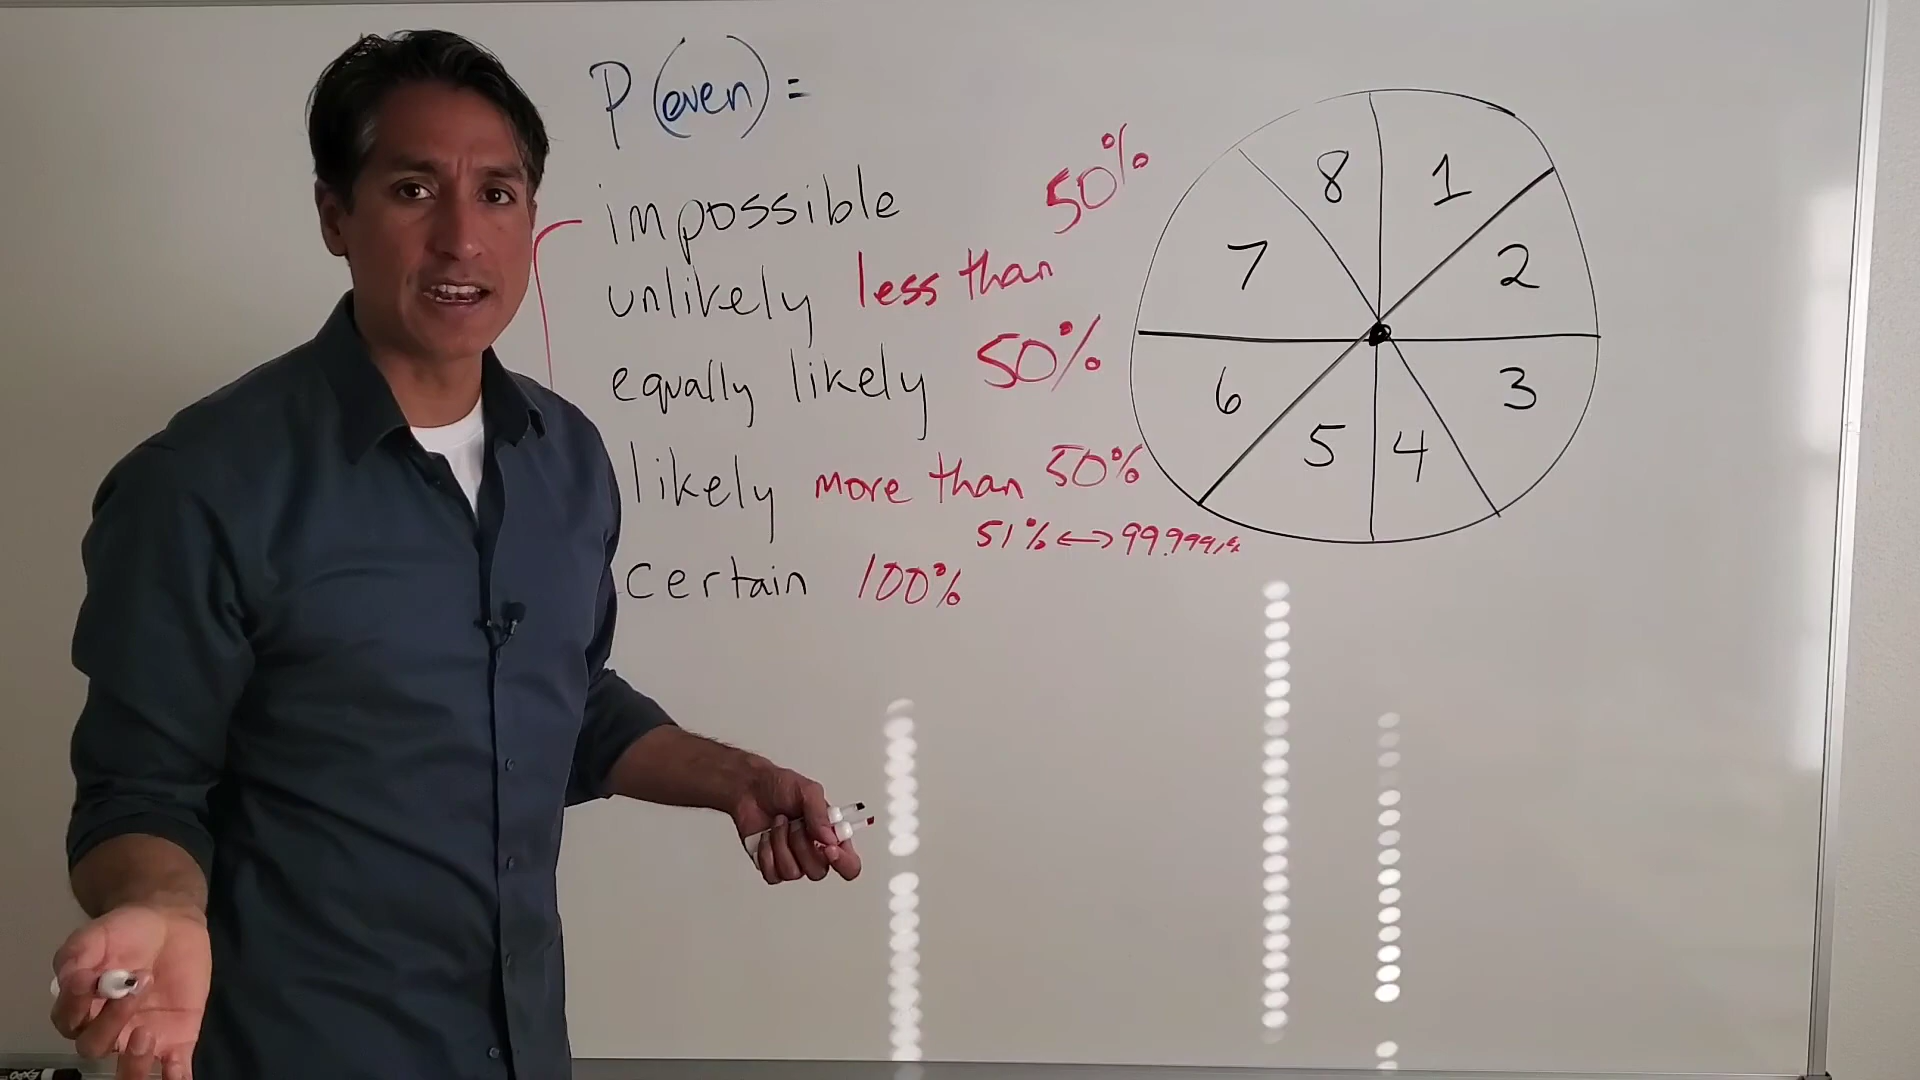 P(even) =
impossible
unlikely less than 50%
equally likely 50%
likely more than 50%
51% ↔ 99.999%
certain 100%
8 1
7 2
6 3
5 4
EXPO